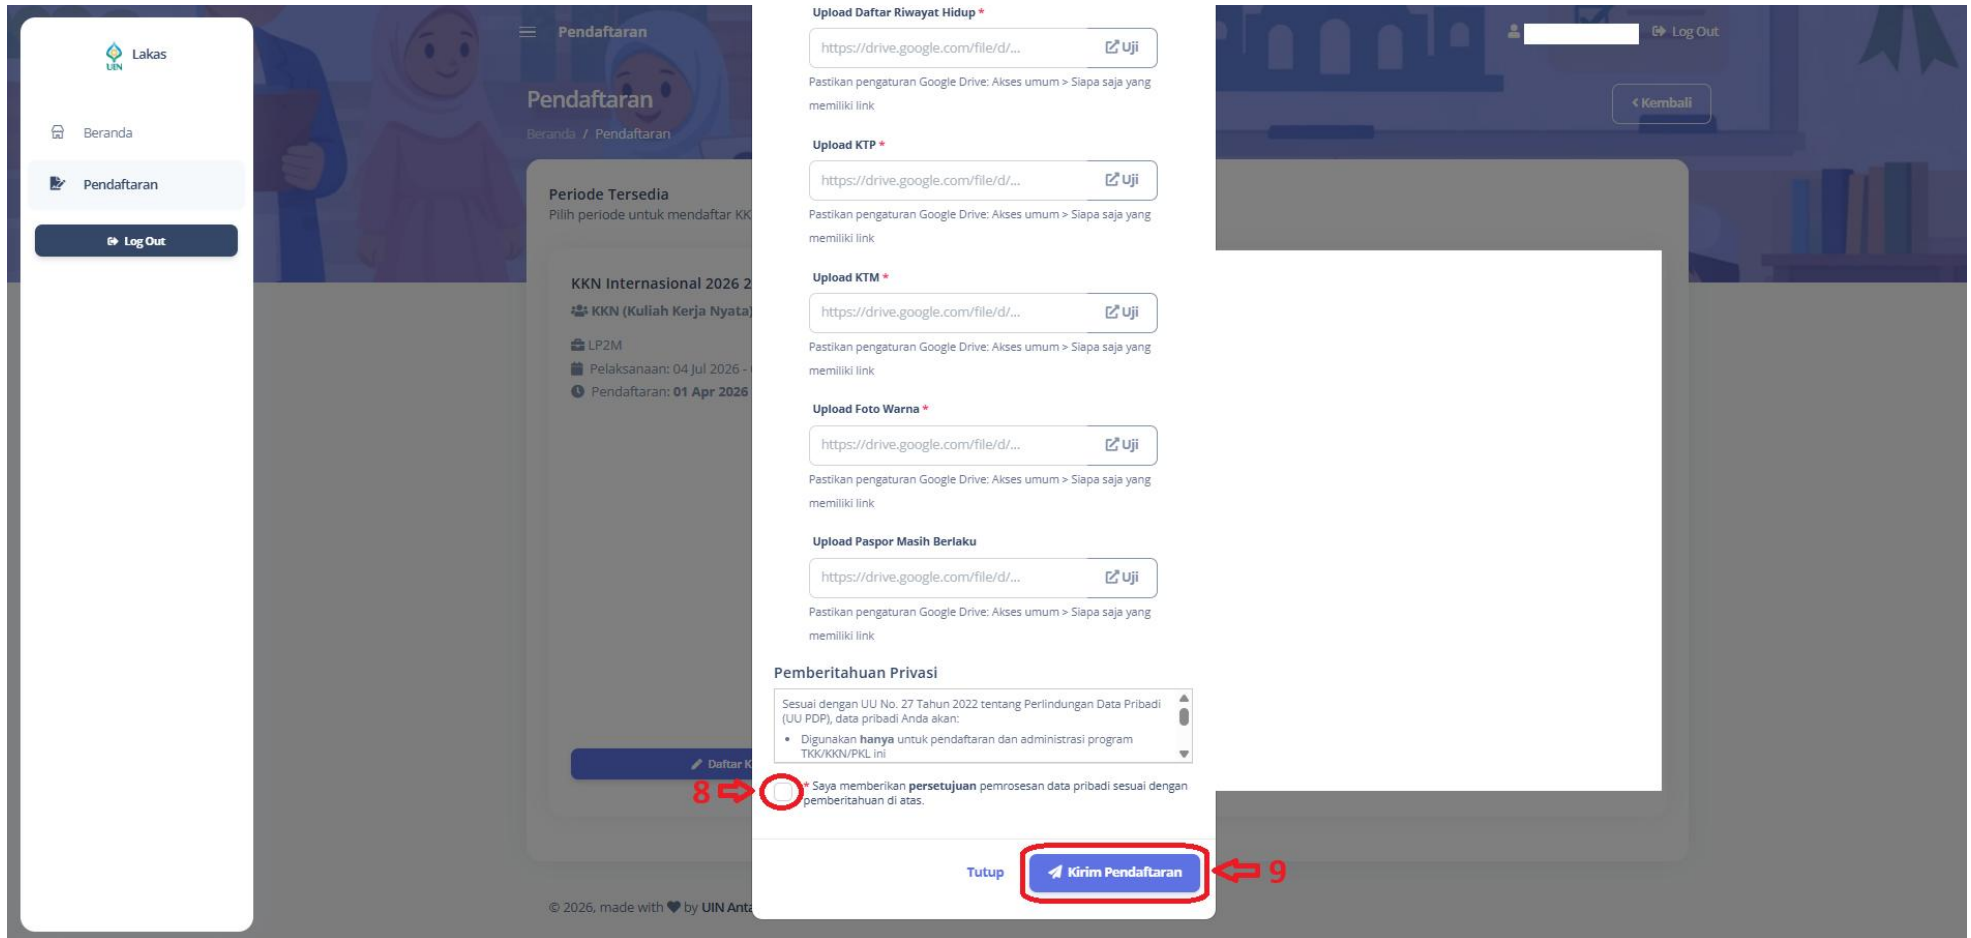 Lakas
UIN
Beranda
Pendaftaran
Log Out
Pendaftaran
Pendaftaran
Beranda / Pendaftaran
Log Out
Kembali
Periode Tersedia
Pilih periode untuk mendaftar KK
KKN Internasional 2026 2
KKN (Kuliah Kerja Nyata)
LP2M
Pelaksanaan: 04 Jul 2026 -
Pendaftaran: 01 Apr 2026
Daftar K
Upload Daftar Riwayat Hidup *
https://drive.google.com/file/d/... Uji
Pastikan pengaturan Google Drive: Akses umum > Siapa saja yang
memiliki link
Upload KTP *
https://drive.google.com/file/d/... Uji
Pastikan pengaturan Google Drive: Akses umum > Siapa saja yang
memiliki link
Upload KTM *
https://drive.google.com/file/d/... Uji
Pastikan pengaturan Google Drive: Akses umum > Siapa saja yang
memiliki link
Upload Foto Warna *
https://drive.google.com/file/d/... Uji
Pastikan pengaturan Google Drive: Akses umum > Siapa saja yang
memiliki link
Upload Paspor Masih Berlaku
https://drive.google.com/file/d/... Uji
Pastikan pengaturan Google Drive: Akses umum > Siapa saja yang
memiliki link
Pemberitahuan Privasi
Sesuai dengan UU No. 27 Tahun 2022 tentang Perlindungan Data Pribadi
(UU PDP), data pribadi Anda akan:
• Digunakan hanya untuk pendaftaran dan administrasi program
TKK/KKN/PKL ini
8
* Saya memberikan persetujuan pemrosesan data pribadi sesuai dengan
pemberitahuan di atas.
Tutup
Kirim Pendaftaran
9
© 2026, made with ♥ by UIN Anta